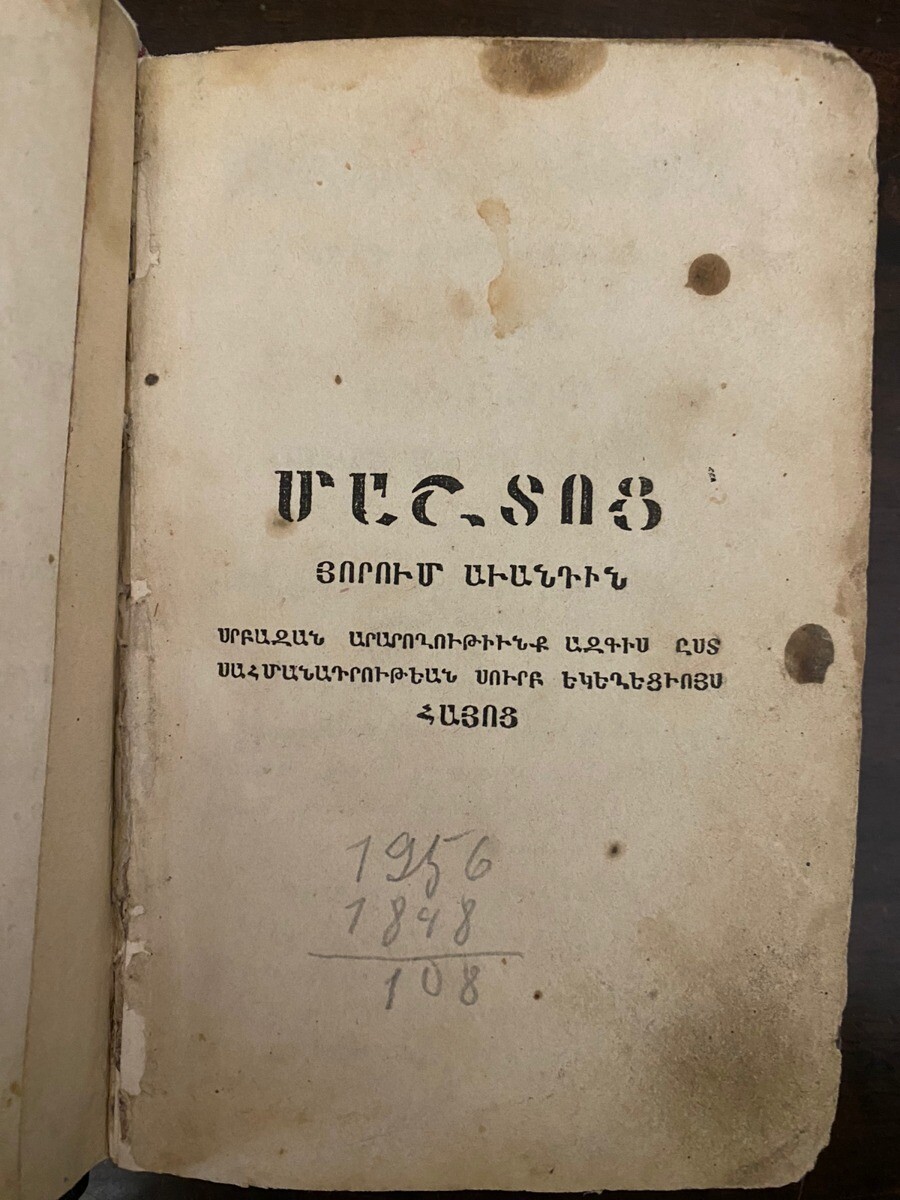 ՄԱՇՏՈՑ
ՅՈՐՈՒՄ ԱՒԱՆԴԻՆ
ՍՐԲԱԶԱՆ ԱՐԱՐՈՂՈՒԹԻՒՆՔ ԱԶԳԻՍ ԸՍՏ
ՍԱՀՄԱՆԱԴՐՈՒԹԵԱՆ ՍՈՒՐԲ ԵԿԵՂԵՑՒՈՅՍ
ՀԱՅՈՑ
1956
1848
108